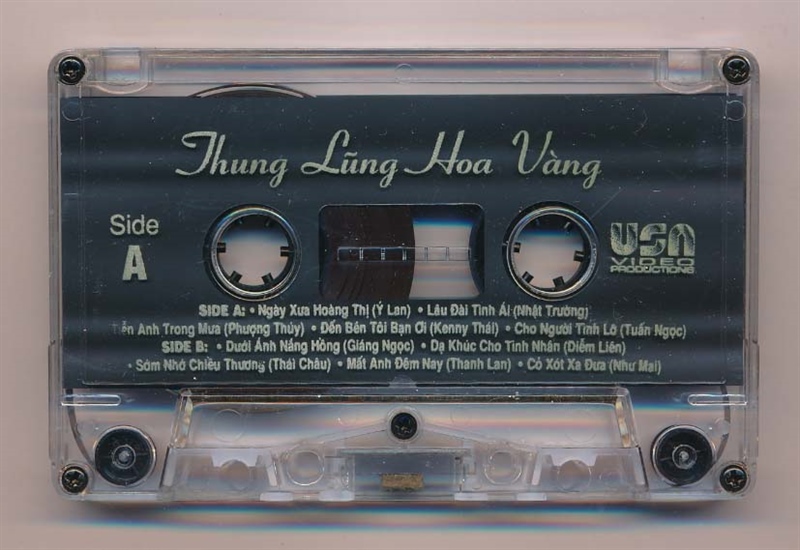 Thung Lũng Hoa Vàng
Side
A
USA
VIDEO
PRODUCTIONS
SIDE A: • Ngày Xưa Hoàng Thị (Ý Lan) • Lâu Đài Tình Ái (Nhật Trường)
Anh Trong Mưa (Phượng Thúy) • Đến Bên Tôi Bạn Ơi (Kenny Thái) • Cho Người Tình Lỡ (Tuấn Ngọc)
SIDE B: • Dưới Ánh Nắng Hồng (Giáng Ngọc) • Dạ Khúc Cho Tình Nhân (Diễm Liên)
• Sớm Nhớ Chiều Thương (Thái Châu) • Mất Anh Đêm Nay (Thanh Lan) • Có Xót Xa Đưa (Như Mai)